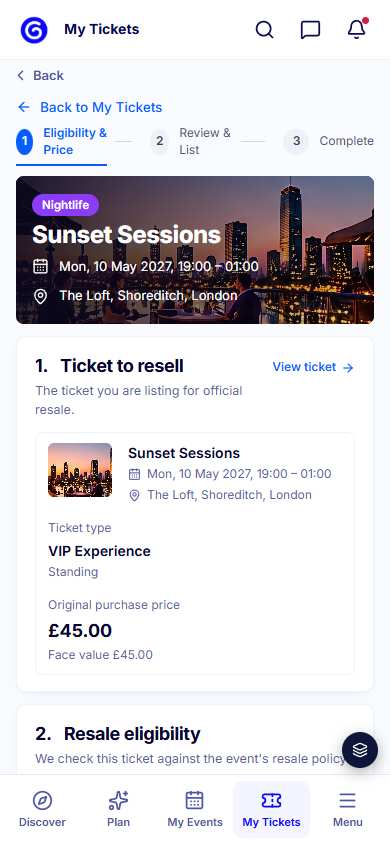 My Tickets
Back
Back to My Tickets
1 Eligibility &
Price
2 Review &
List
3 Complete
Nightlife
Sunset Sessions
Mon, 10 May 2027, 19:00 – 01:00
The Loft, Shoreditch, London
1. Ticket to resell
View ticket
The ticket you are listing for official
resale.
Sunset Sessions
Mon, 10 May 2027, 19:00 – 01:00
The Loft, Shoreditch, London
Ticket type
VIP Experience
Standing
Original purchase price
£45.00
Face value £45.00
2. Resale eligibility
We check this ticket against the event's resale policy
Discover
Plan
My Events
My Tickets
Menu